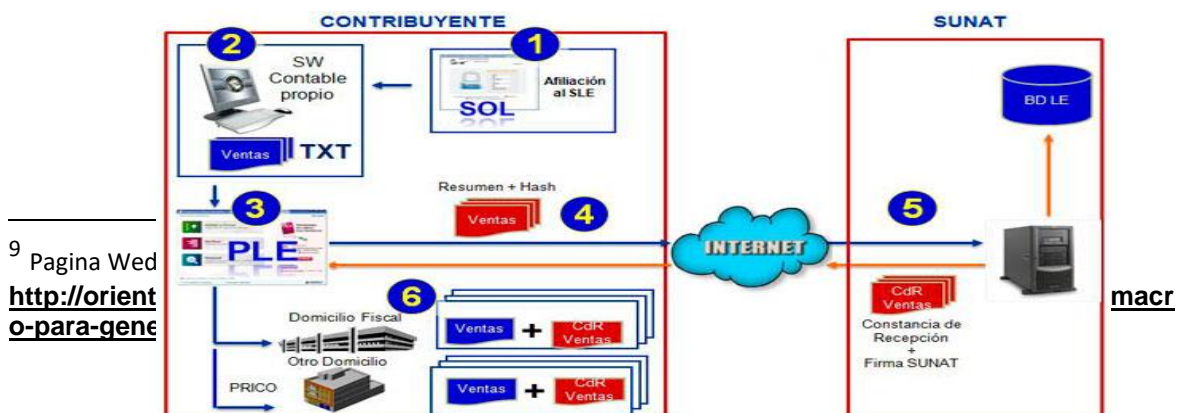 CONTRIBUYENTE
SUNAT
2
SW
Contable
propio
Ventas
TXT
1
Afiliación
al SLE
SOL
BD LE
3
PLE
Resumen + Hash
Ventas
4
INTERNET
5
CdR
Ventas
Constancia de
Recepción
+
Firma SUNAT
6
Domicilio Fiscal
Otro Domicilio
PRICO
Ventas
+
CdR
Ventas
Ventas
+
CdR
Ventas
9 Pagina Wed
http://orient
macr
o-para-gene